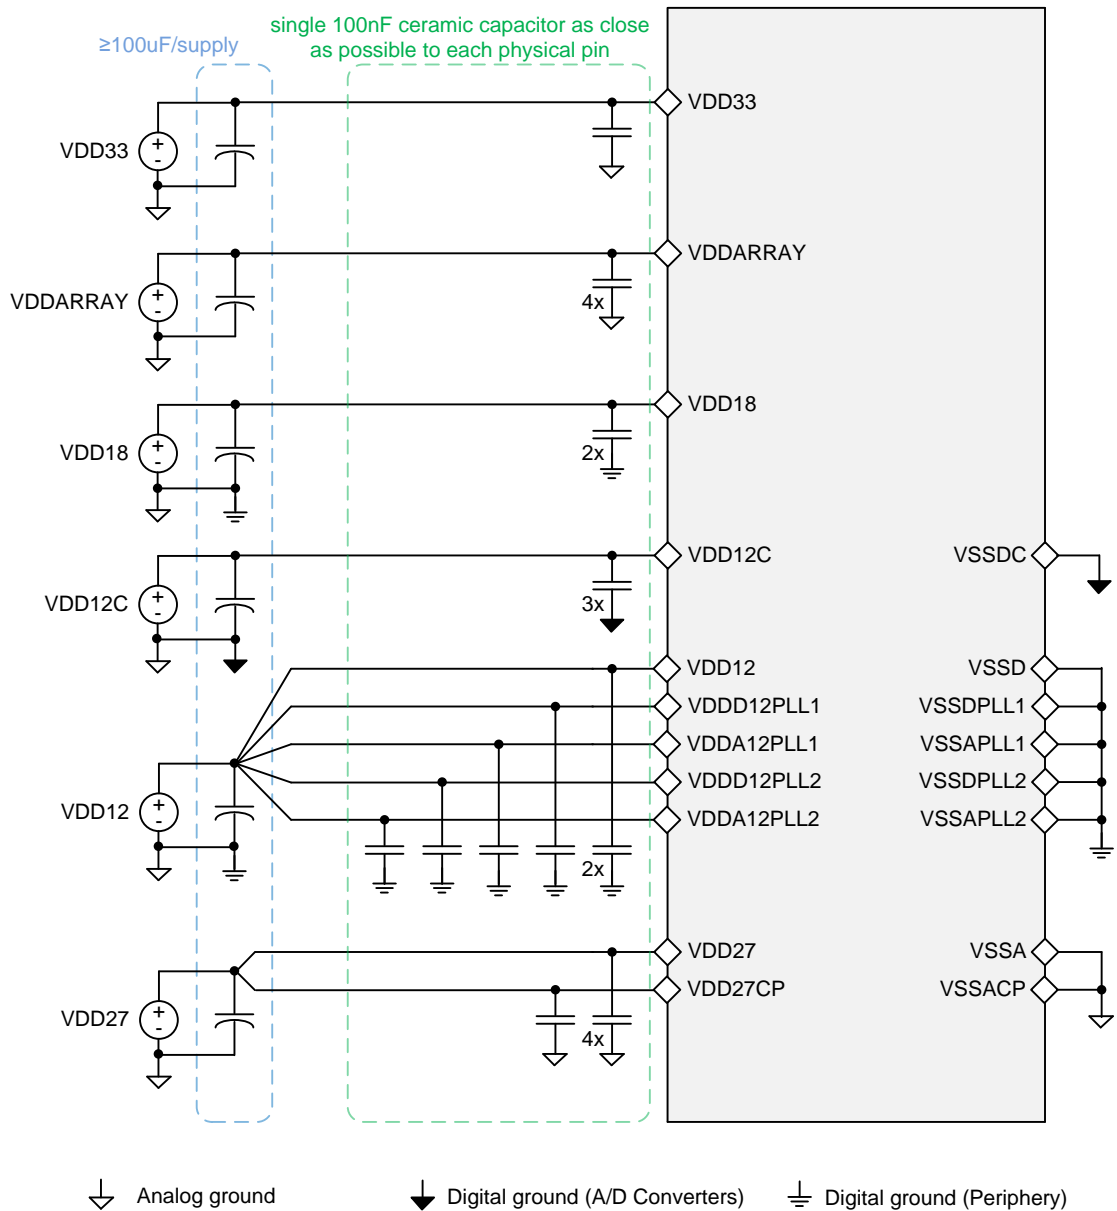 single 100nF ceramic capacitor as close
as possible to each physical pin
≥100uF/supply
VDD33
+
-
VDD33
VDDARRAY
+
-
4x
VDDARRAY
VDD18
+
-
2x
VDD18
VDD12C
+
-
3x
VDD12C
VSSDC
VDD12
VSSD
VDDD12PLL1
VSSDPLL1
VDDA12PLL1
VSSAPLL1
VDDD12PLL2
VSSDPLL2
VDD12
+
-
VDDA12PLL2
VSSAPLL2
2x
VDD27
VSSA
VDD27CP
VSSACP
VDD27
+
-
4x
Analog ground
Digital ground (A/D Converters)
Digital ground (Periphery)